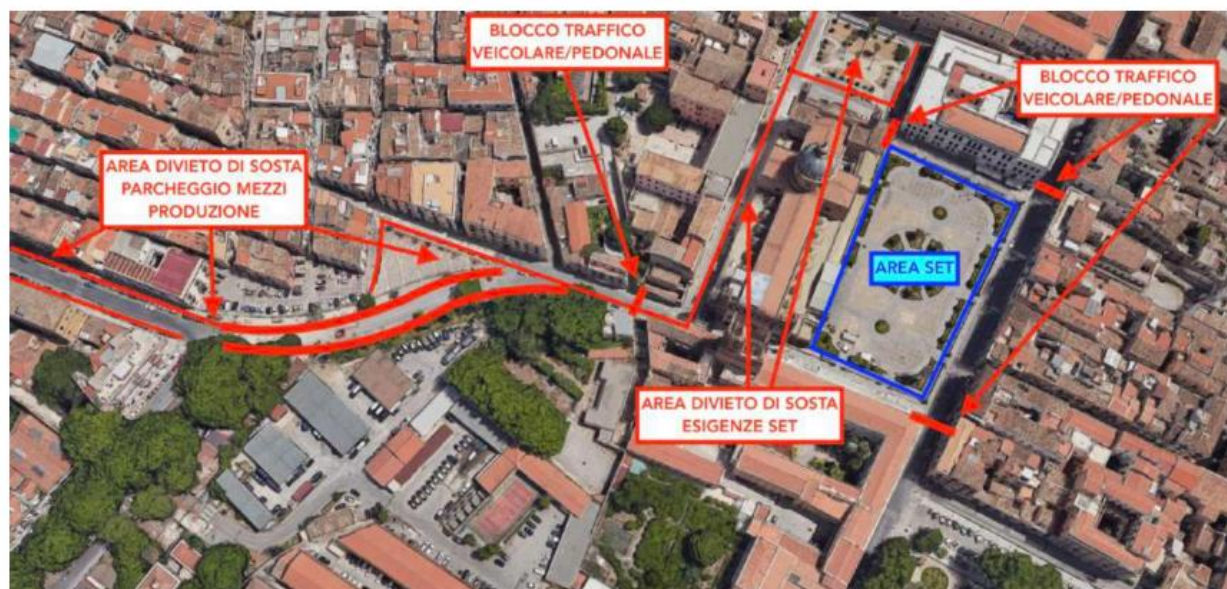 BLOCCO TRAFFICO
VEICOLARE/PEDONALE
BLOCCO TRAFFICO
VEICOLARE/PEDONALE
AREA DIVIETO DI SOSTA
PARCHEGGIO MEZZI
PRODUZIONE
AREA SET
AREA DIVIETO DI SOSTA
ESIGENZE SET